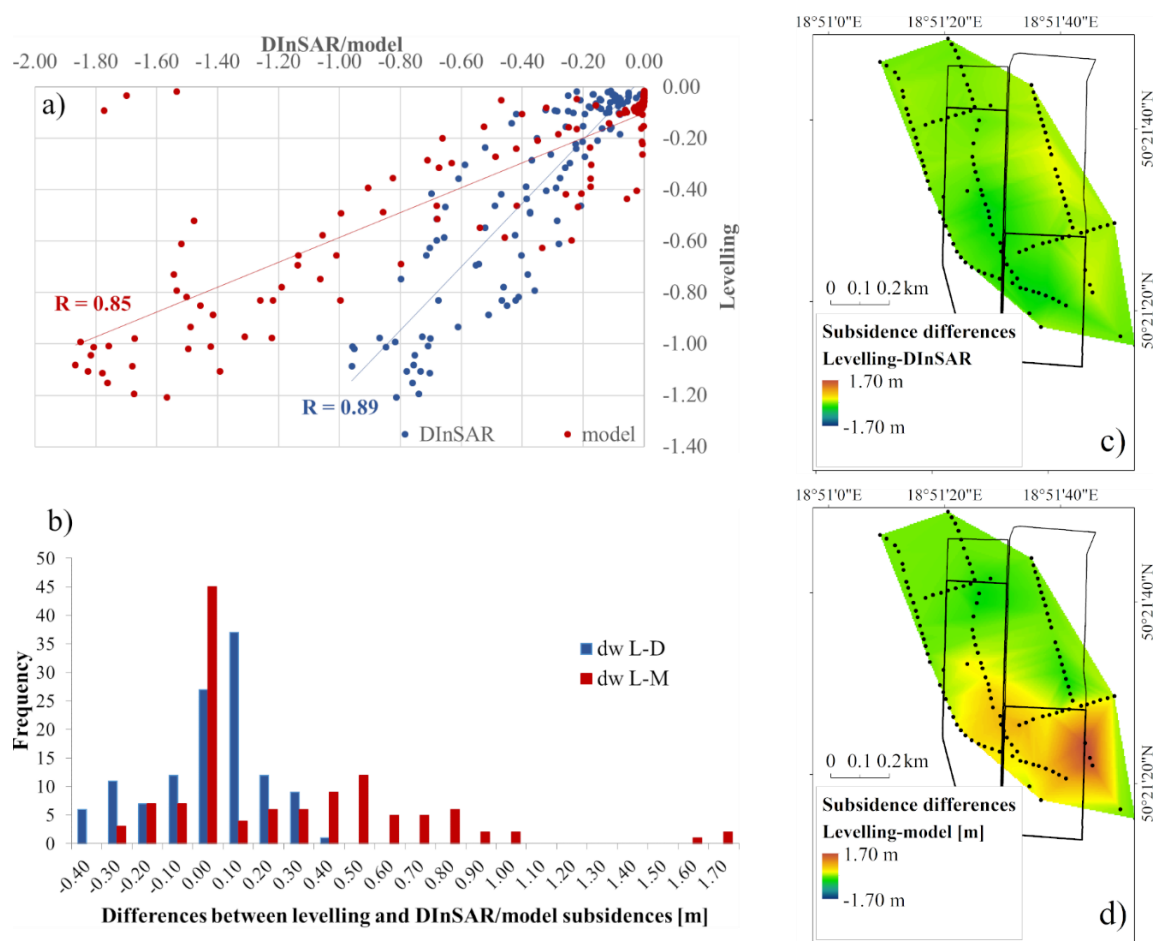 DInSAR/model
-2.00 -1.80 -1.60 -1.40 -1.20 -1.00 -0.80 -0.60 -0.40 -0.20 0.00
a)
0.00
-0.20
-0.40
-0.60
-0.80
-1.00
-1.20
-1.40
Levelling
R = 0.85
R = 0.89
DInSAR model
b)
50
45
40
35
30
25
20
15
10
5
0
Frequency
dw L-D
dw L-M
-0.40 -0.30 -0.20 -0.10 0.00 0.10 0.20 0.30 0.40 0.50 0.60 0.70 0.80 0.90 1.00 1.10 1.20 1.30 1.40 1.50 1.60 1.70
Differences between levelling and DInSAR/model subsidences [m]
18°51'0"E 18°51'20"E 18°51'40"E
50°21'40"N
50°21'20"N
0 0.1 0.2 km
Subsidence differences
Levelling-DInSAR
1.70 m
-1.70 m
c)
18°51'0"E 18°51'20"E 18°51'40"E
50°21'40"N
50°21'20"N
0 0.1 0.2 km
Subsidence differences
Levelling-model [m]
1.70 m
-1.70 m
d)